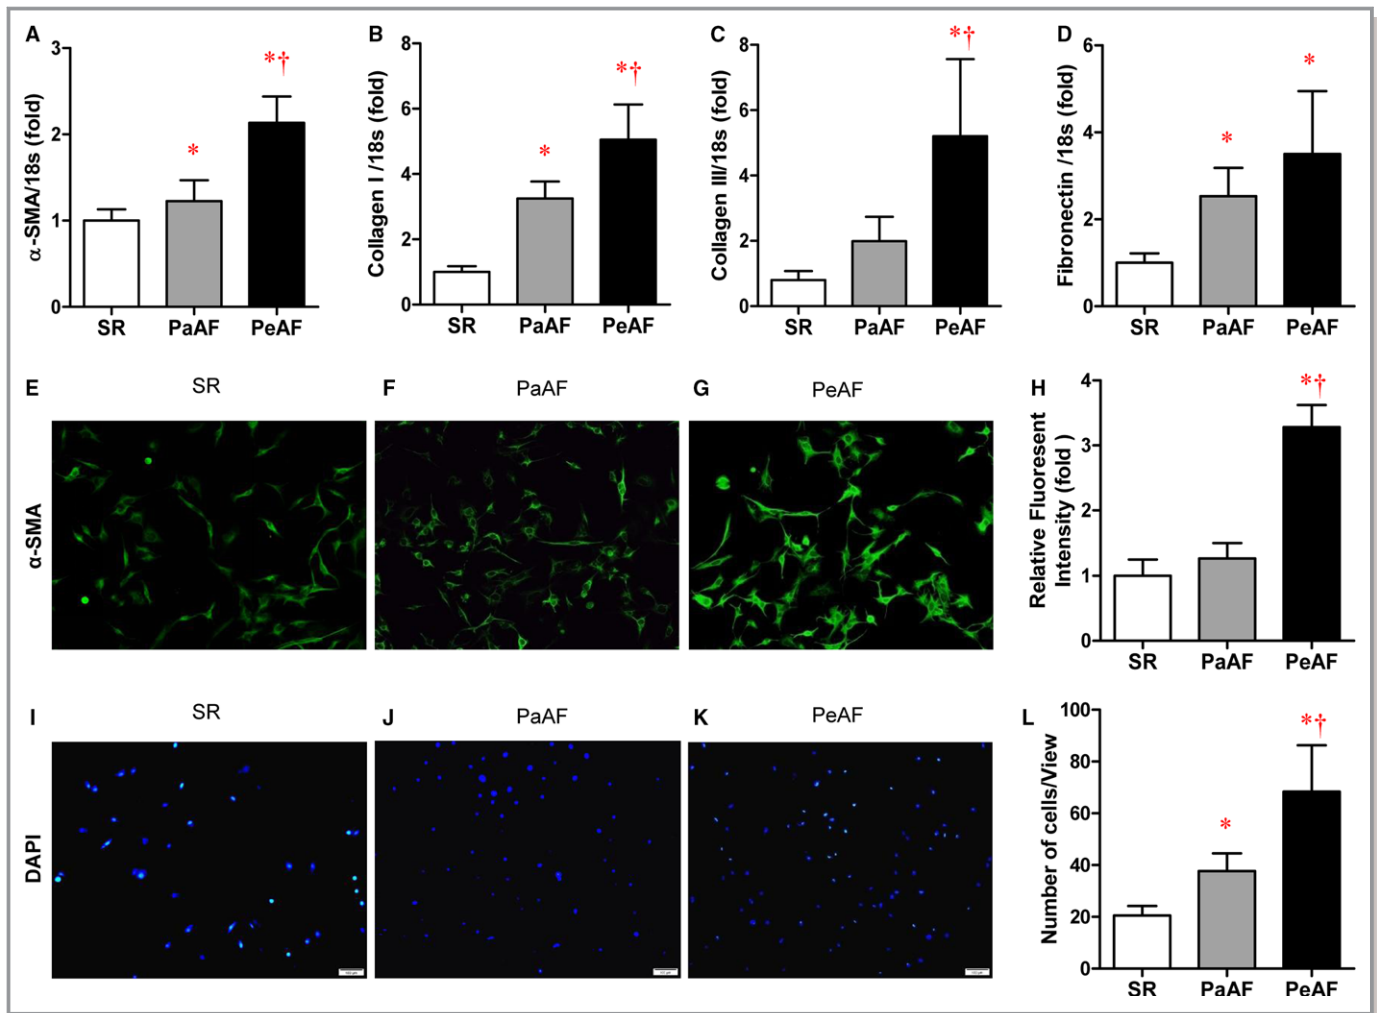 A
B
C
D
α-SMA/18s (fold)
3
2
1
0
*
*†
SR PaAF PeAF
Collagen I /18s (fold)
8
6
4
2
0
*
*†
SR PaAF PeAF
Collagen III/18s (fold)
8
6
4
2
0
*†
SR PaAF PeAF
Fibronectin /18s (fold)
6
4
2
0
*
*
SR PaAF PeAF
E SR
F PaAF
G PeAF
H
α-SMA
Relative Fluoresent
Intensity (fold )
4
3
2
1
0
*†
SR PaAF PeAF
I SR
J PaAF
K PeAF
L
DAPI
Number of cells/View
100
80
60
40
20
0
*
*†
SR PaAF PeAF